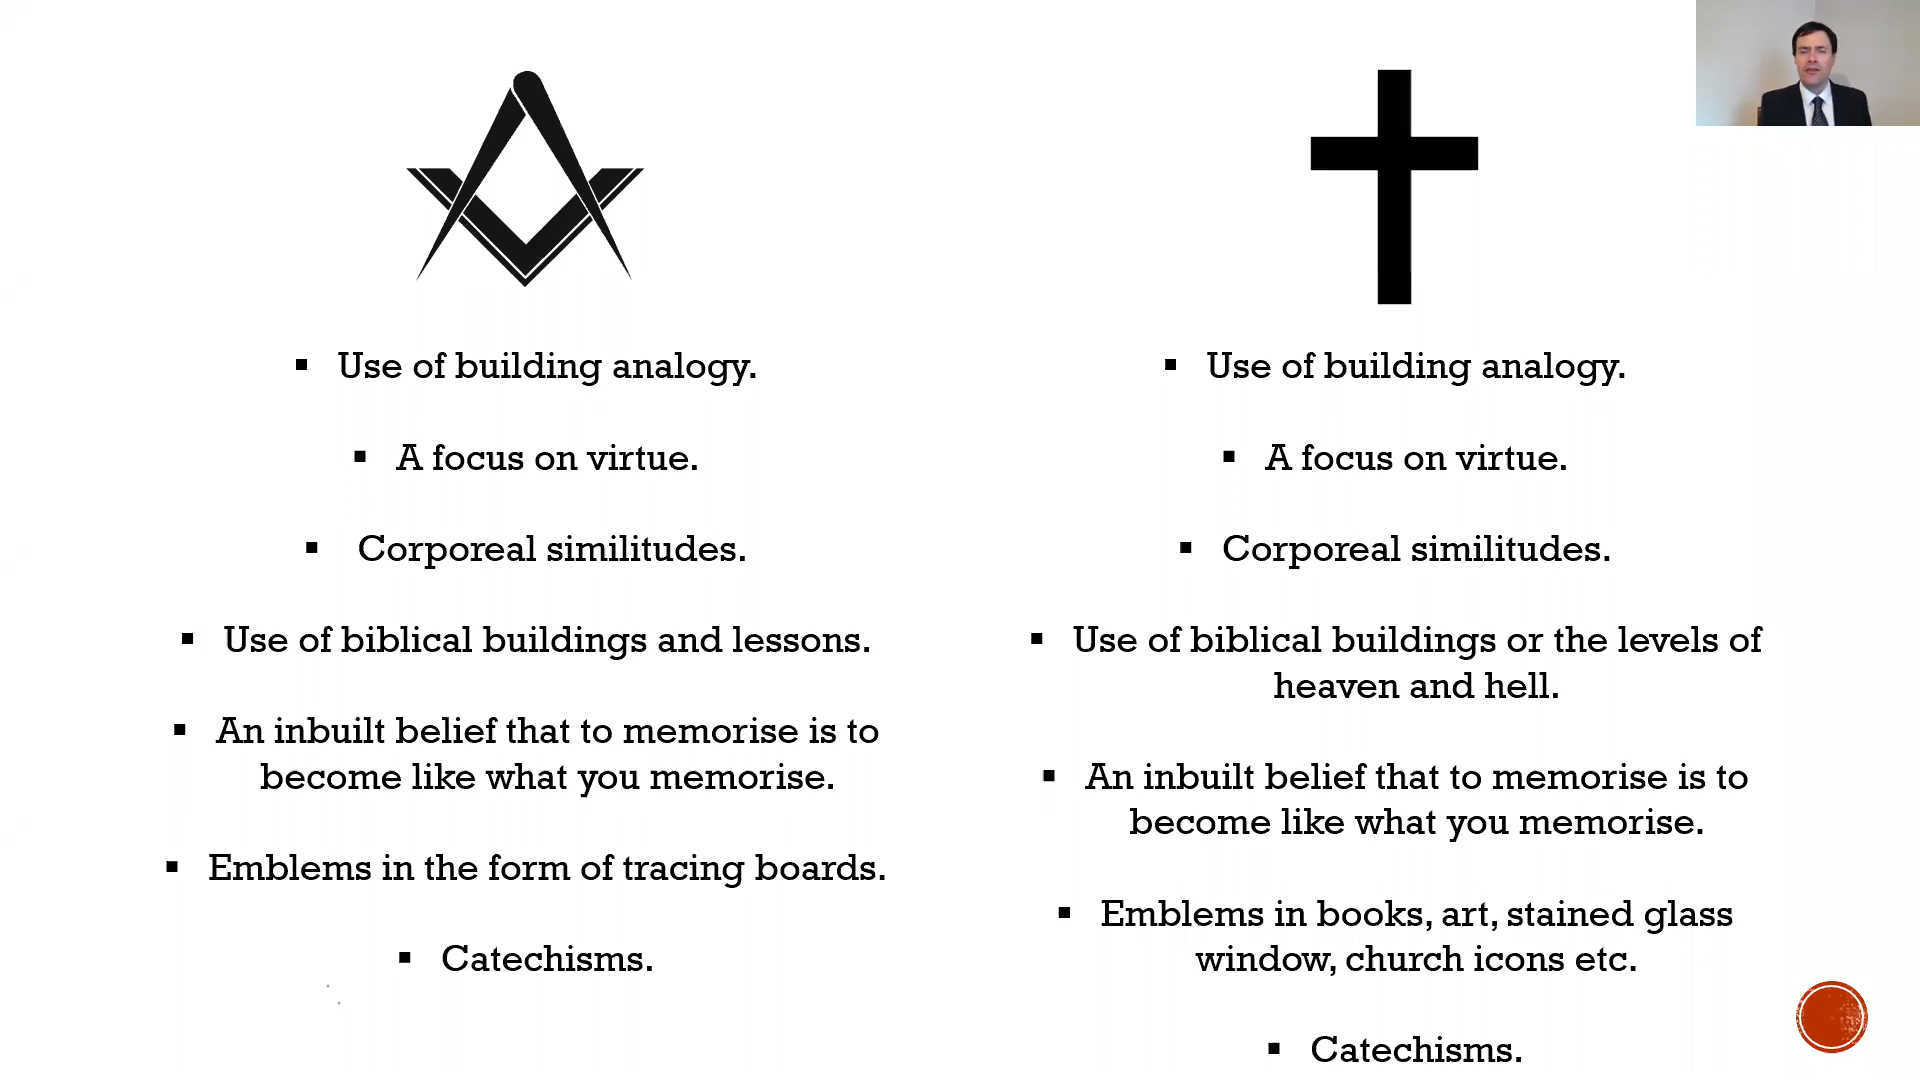 Use of building analogy.
A focus on virtue.
Corporeal similitudes.
Use of biblical buildings and lessons.
An inbuilt belief that to memorise is to
become like what you memorise.
Emblems in the form of tracing boards.
Catechisms.
Use of building analogy.
A focus on virtue.
Corporeal similitudes.
Use of biblical buildings or the levels of
heaven and hell.
An inbuilt belief that to memorise is to
become like what you memorise.
Emblems in books, art, stained glass
window, church icons etc.
Catechisms.